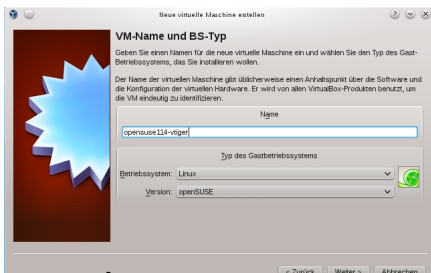 Neue virtuelle Maschine erstellen
VM-Name und BS-Typ
Geben Sie einen Namen für die neue virtuelle Maschine ein und wählen Sie den Typ des Gast-
Betriebssystems, das Sie installieren wollen.
Der Name der virtuellen Maschine gibt üblicherweise einen Anhaltspunkt über die Software und
die Konfiguration der virtuellen Hardware. Er wird von allen VirtualBox-Produkten benutzt, um
die VM eindeutig zu identifizieren.
Name
opensuse114-vtiger
Typ des Gastbetriebssystems
Betriebssystem: Linux
Version: openSUSE
< Zurück Weiter > Abbrechen